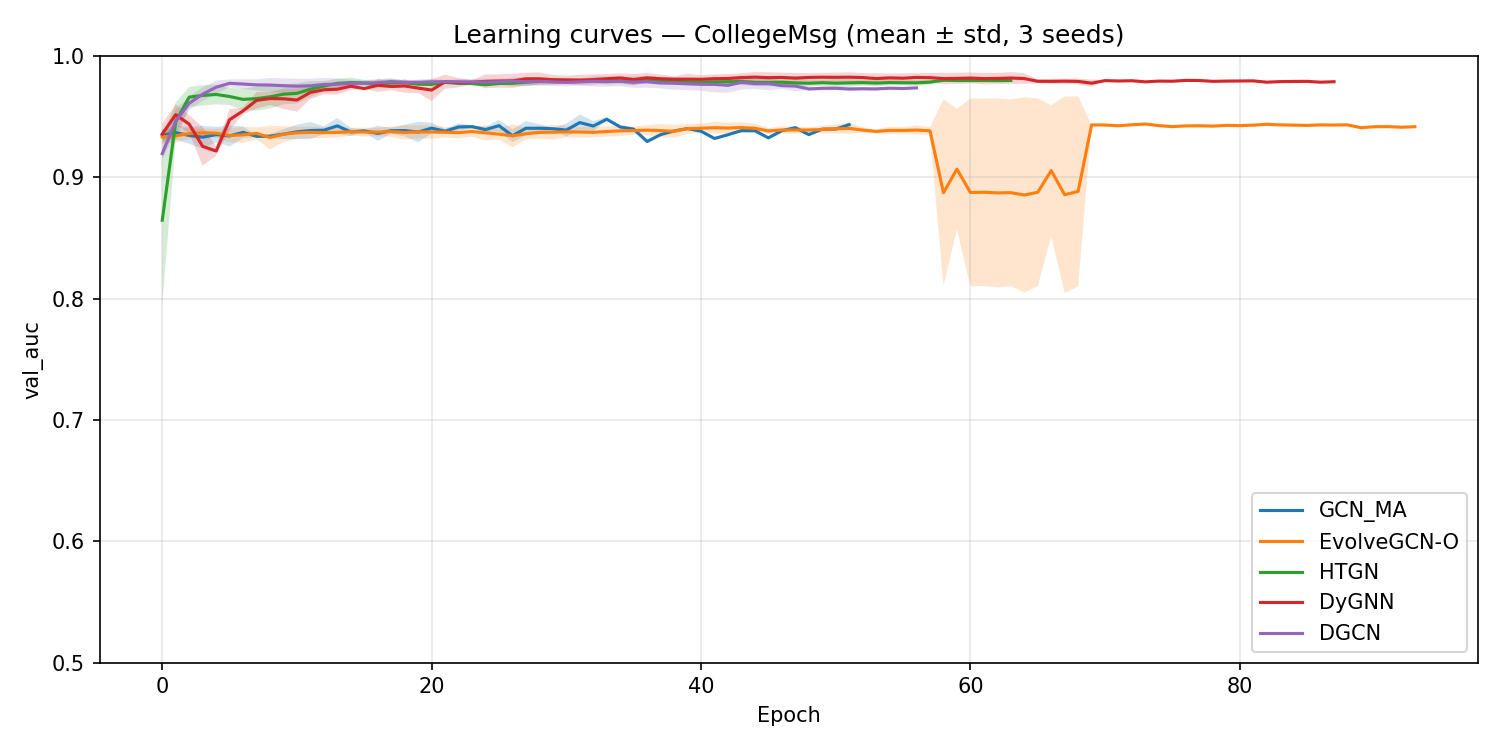 Learning curves — CollegeMsg (mean ± std, 3 seeds)
1.0
0.9
0.8
0.7
0.6
0.5
val_auc
0
20
40
60
80
Epoch
GCN_MA
EvolveGCN-O
HTGN
DyGNN
DGCN